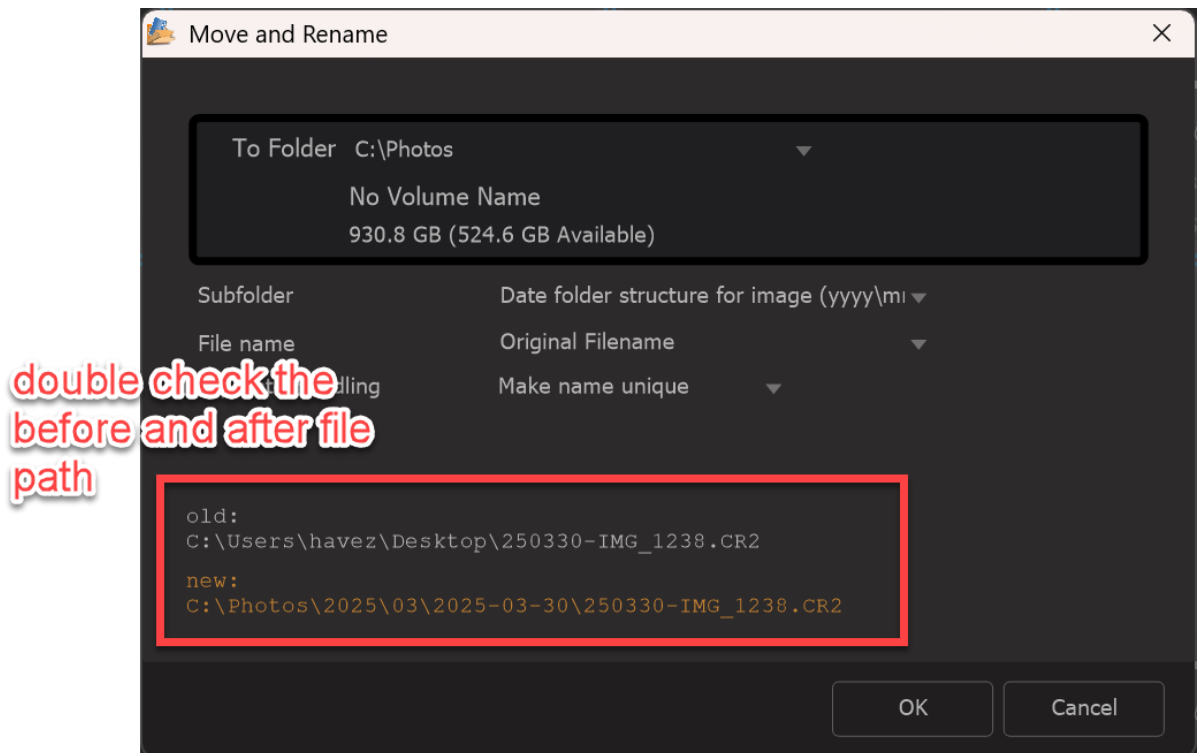 Move and Rename
To Folder C:\Photos
No Volume Name
930.8 GB (524.6 GB Available)
Subfolder Date folder structure for image (yyyy\m
File name Original Filename
Make name unique
double check the
before and after file
path
old:
C:\Users\havez\Desktop\250330-IMG_1238.CR2
new:
C:\Photos\2025\03\2025-03-30\250330-IMG_1238.CR2
OK Cancel